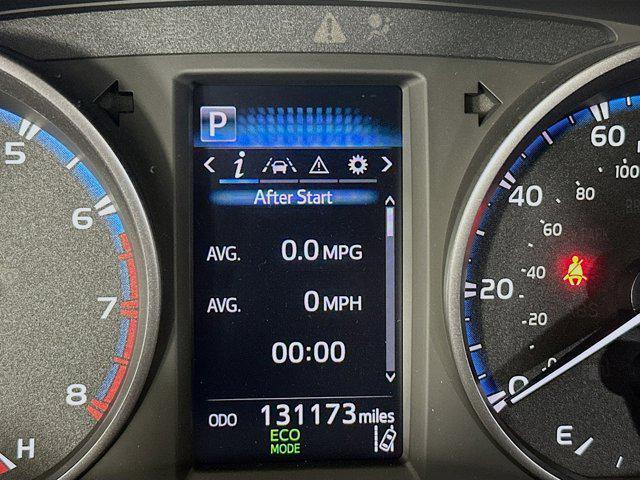 P
i
After Start
AVG. 0.0 MPG
AVG. 0 MPH
00:00
ODO 131173 miles
ECO
MODE
5
6
7
8
H
60
100
40
80
60
40
20
20
0
E